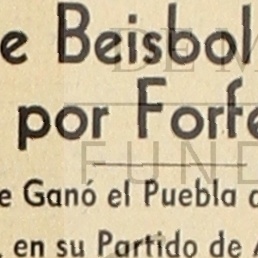 e Beisbol
por Forfe
e Ganó el Puebla
en su Partido de